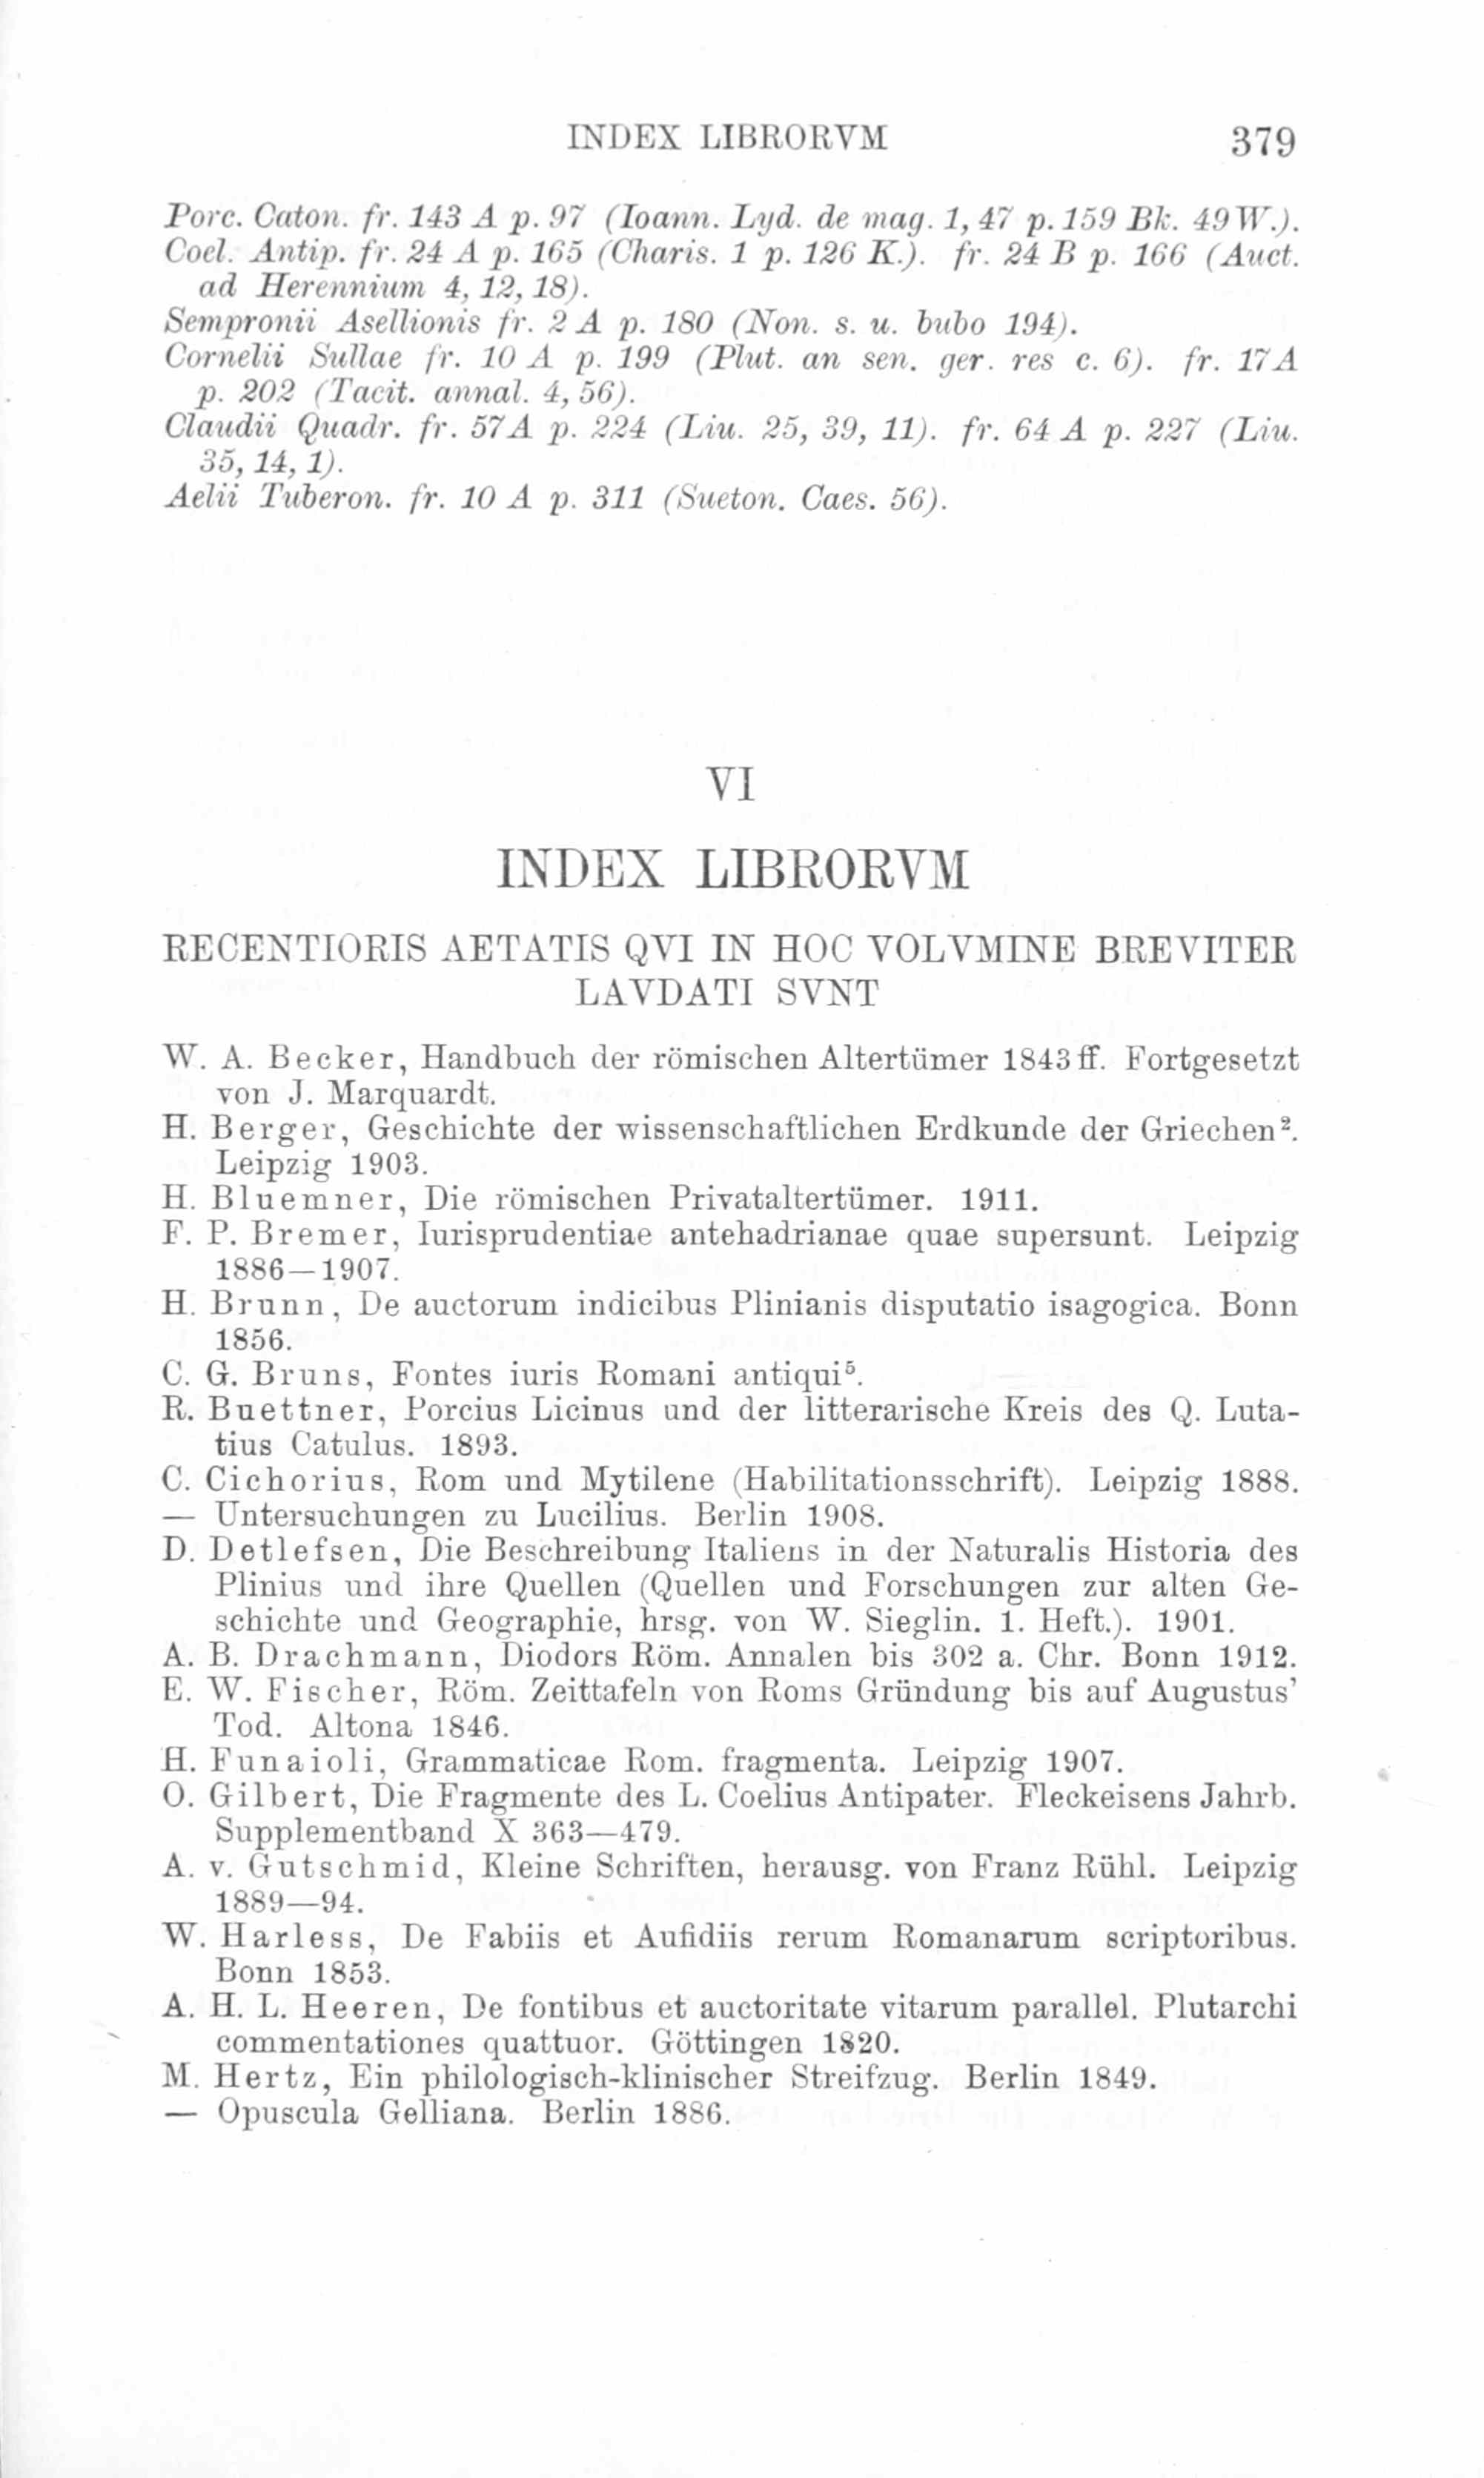 INDEX LIBRORVM 379
Porc. Caton. fr. 143 A p. 97 (Ioann. Lyd. de mag. 1, 47 p. 159 Bk. 49 W.).
Coel. Antip. fr. 24 A p. 165 (Charis. 1 p. 126 K.). fr. 24 B p. 166 (Auct.
ad Herennium 4, 12, 18).
Sempronii Asellionis fr. 2 A p. 180 (Non. s. u. bubo 194).
Cornelii Sullae fr. 10 A p. 199 (Plut. an sen. ger. res c. 6). fr. 17 A
p. 202 (Tacit. annal. 4, 56).
Claudii Quadr. fr. 57 A p. 224 (Liu. 25, 39, 11). fr. 64 A p. 227 (Liu.
35, 14, 1).
Aelii Tuberon. fr. 10 A p. 311 (Sueton. Caes. 56).
VI
INDEX LIBRORVM
RECENTIORIS AETATIS QVI IN HOC VOLVMINE BREVITER
LAVDATI SVNT
W. A. Becker, Handbuch der römischen Altertümer 1843 ff. Fortgesetzt
von J. Marquardt.
H. Berger, Geschichte der wissenschaftlichen Erdkunde der Griechen².
Leipzig 1903.
H. Bluemner, Die römischen Privataltertümer. 1911.
F. P. Bremer, Iurisprudentiae antehadrianae quae supersunt. Leipzig
1886—1907.
H. Brunn, De auctorum indicibus Plinianis disputatio isagogica. Bonn
1856.
C. G. Bruns, Fontes iuris Romani antiqui⁵.
R. Buettner, Porcius Licinus und der litterarische Kreis des Q. Luta-
tius Catulus. 1893.
C. Cichorius, Rom und Mytilene (Habilitationsschrift). Leipzig 1888.
— Untersuchungen zu Lucilius. Berlin 1908.
D. Detlefsen, Die Beschreibung Italiens in der Naturalis Historia des
Plinius und ihre Quellen (Quellen und Forschungen zur alten Ge-
schichte und Geographie, hrsg. von W. Sieglin. 1. Heft.). 1901.
A. B. Drachmann, Diodors Röm. Annalen bis 302 a. Chr. Bonn 1912.
E. W. Fischer, Röm. Zeittafeln von Roms Gründung bis auf Augustus'
Tod. Altona 1846.
H. Funaioli, Grammaticae Rom. fragmenta. Leipzig 1907.
O. Gilbert, Die Fragmente des L. Coelius Antipater. Fleckeisens Jahrb.
Supplementband X 363—479.
A. v. Gutschmid, Kleine Schriften, herausg. von Franz Rühl. Leipzig
1889—94.
W. Harless, De Fabiis et Aufidiis rerum Romanarum scriptoribus.
Bonn 1853.
A. H. L. Heeren, De fontibus et auctoritate vitarum parallel. Plutarchi
commentationes quattuor. Göttingen 1820.
M. Hertz, Ein philologisch-klinischer Streifzug. Berlin 1849.
— Opuscula Gelliana. Berlin 1886.